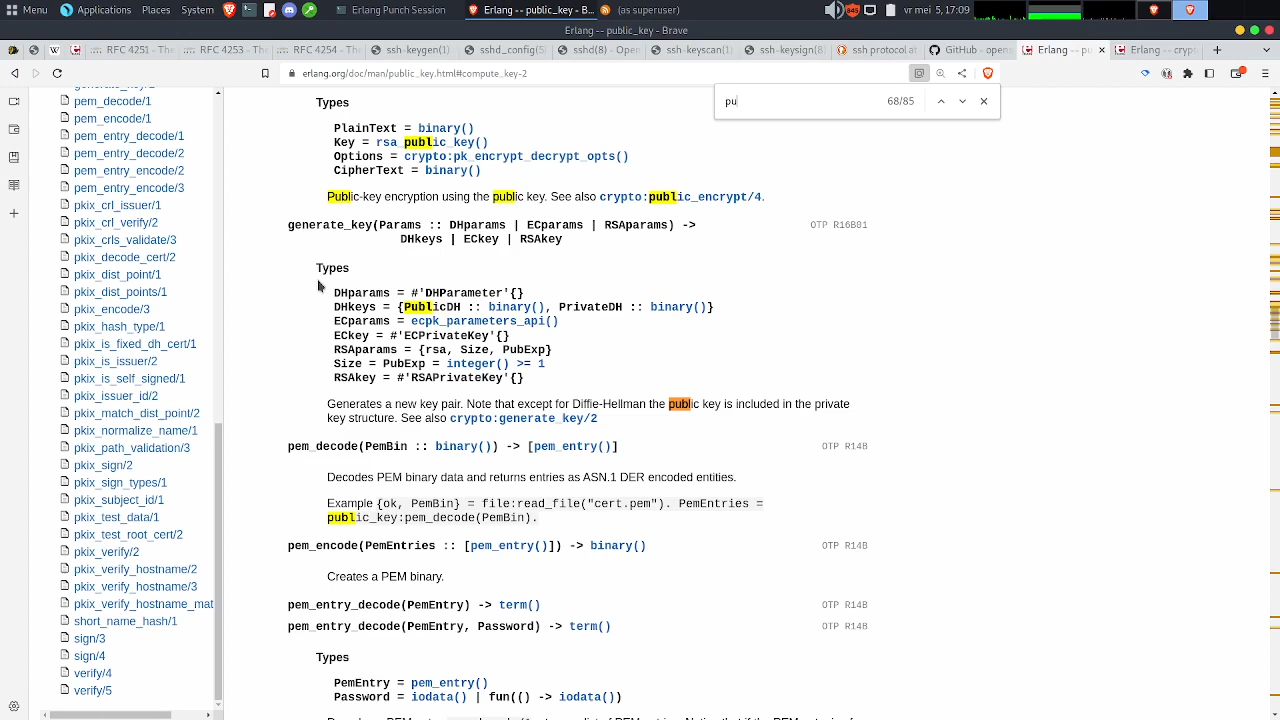 Menu Applications Places System Erlang Punch Session Erlang -- public_key - B... (as superuser) 845 vr mei 5, 17:09
Erlang -- public_key - Brave
RFC 4251 - RFC 4253 - RFC 4254 - ssh-keygen(1) sshd_config(5) sshd(8) - Open ssh-keyscan(1) ssh-keysign(8) ssh protocol at GitHub - opens Erlang -- pu Erlang -- crypt
erlang.org/doc/man/public_key.html#compute_key-2
pu 68/85
pem_decode/1
pem_encode/1
pem_entry_decode/1
pem_entry_decode/2
pem_entry_encode/2
pem_entry_encode/3
pkix_crl_issuer/1
pkix_crl_verify/2
pkix_crls_validate/3
pkix_decode_cert/2
pkix_dist_point/1
pkix_dist_points/1
pkix_encode/3
pkix_hash_type/1
pkix_is_fixed_dh_cert/1
pkix_is_issuer/2
pkix_is_self_signed/1
pkix_issuer_id/2
pkix_match_dist_point/2
pkix_normalize_name/1
pkix_path_validation/3
pkix_sign/2
pkix_sign_types/1
pkix_subject_id/1
pkix_test_data/1
pkix_test_root_cert/2
pkix_verify/2
pkix_verify_hostname/2
pkix_verify_hostname/3
pkix_verify_hostname_mat
short_name_hash/1
sign/3
sign/4
verify/4
verify/5
Types
PlainText = binary()
Key = rsa_public_key()
Options = crypto:pk_encrypt_decrypt_opts()
CipherText = binary()
Public-key encryption using the public key. See also crypto:public_encrypt/4.
generate_key(Params :: DHparams | ECparams | RSAparams) -> OTP R16B01
DHkeys | ECkey | RSAkey
Types
DHparams = #'DHParameter'{}
DHkeys = {PublicDH :: binary(), PrivateDH :: binary()}
ECparams = ecpk_parameters_api()
ECkey = #'ECPrivateKey'{}
RSAparams = {rsa, Size, PubExp}
Size = PubExp = integer() >= 1
RSAkey = #'RSAPrivateKey'{}
Generates a new key pair. Note that except for Diffie-Hellman the public key is included in the private
key structure. See also crypto:generate_key/2
pem_decode(PemBin :: binary()) -> [pem_entry()] OTP R14B
Decodes PEM binary data and returns entries as ASN.1 DER encoded entities.
Example {ok, PemBin} = file:read_file("cert.pem"). PemEntries =
public_key:pem_decode(PemBin).
pem_encode(PemEntries :: [pem_entry()]) -> binary() OTP R14B
Creates a PEM binary.
pem_entry_decode(PemEntry) -> term() OTP R14B
pem_entry_decode(PemEntry, Password) -> term() OTP R14B
Types
PemEntry = pem_entry()
Password = iodata() | fun(() -> iodata())